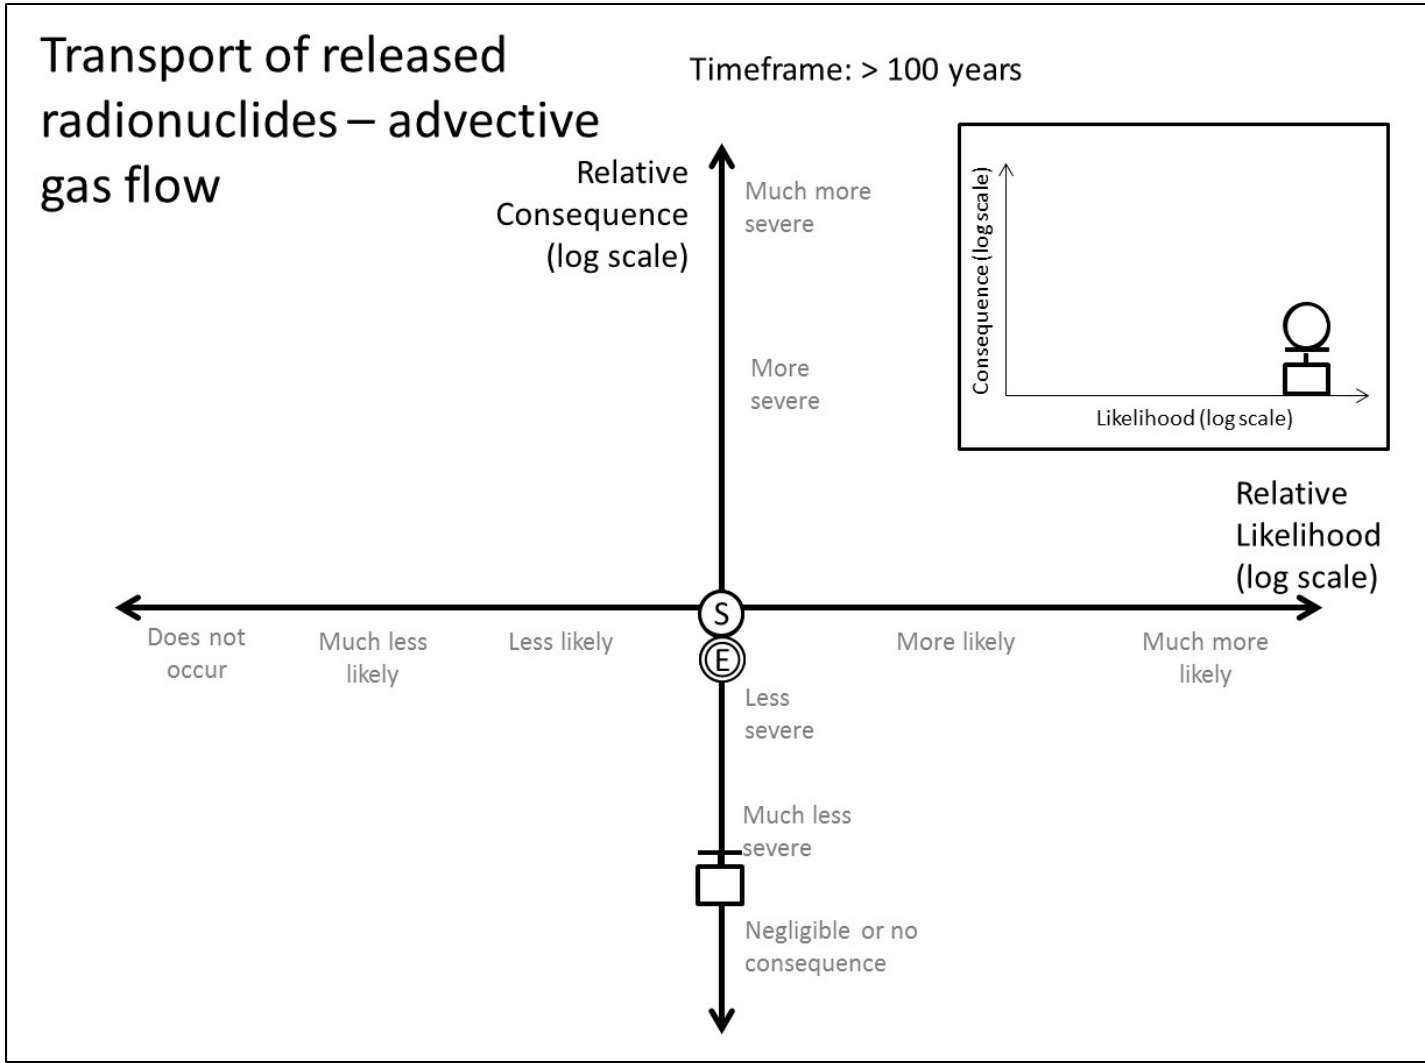 Transport of released
radionuclides – advective
gas flow
Timeframe: > 100 years
Relative
Consequence
(log scale)
Much more
severe
More
severe
Consequence (log scale)
Likelihood (log scale)
Relative
Likelihood
(log scale)
S
E
Does not
occur
Much less
likely
Less likely
More likely
Much more
likely
Less
severe
Much less
severe
Negligible or no
consequence